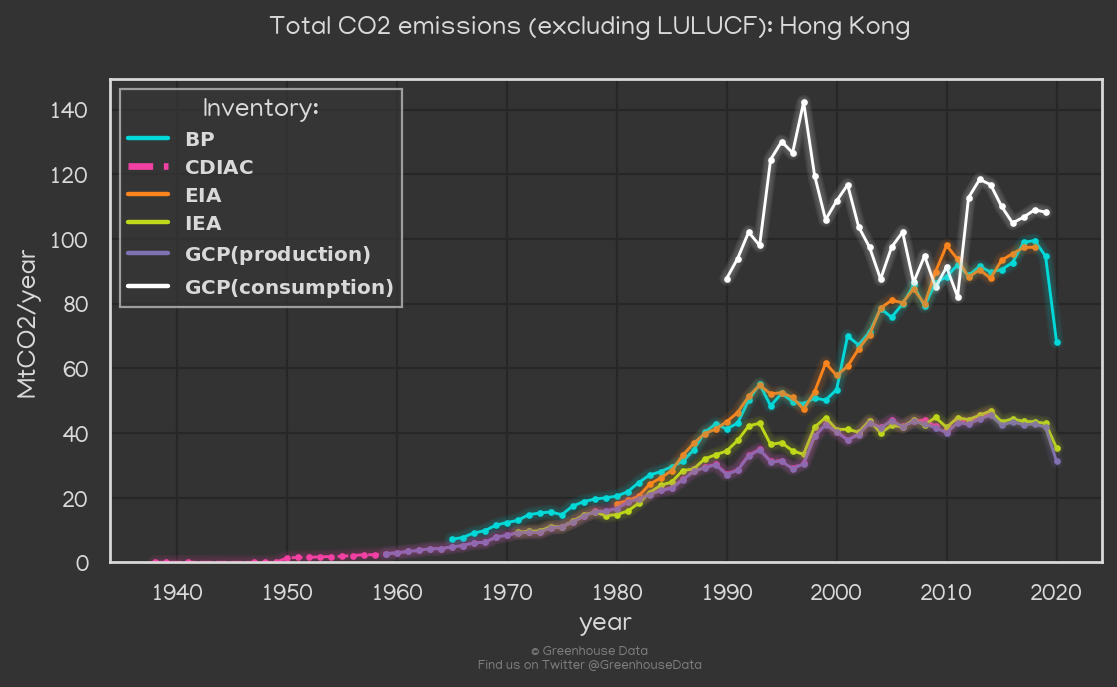 Total CO2 emissions (excluding LULUCF): Hong Kong
Inventory:
BP
CDIAC
EIA
IEA
GCP(production)
GCP(consumption)
MtCO2/year
140
120
100
80
60
40
20
0
1940 1950 1960 1970 1980 1990 2000 2010 2020
year
© Greenhouse Data
Find us on Twitter @GreenhouseData